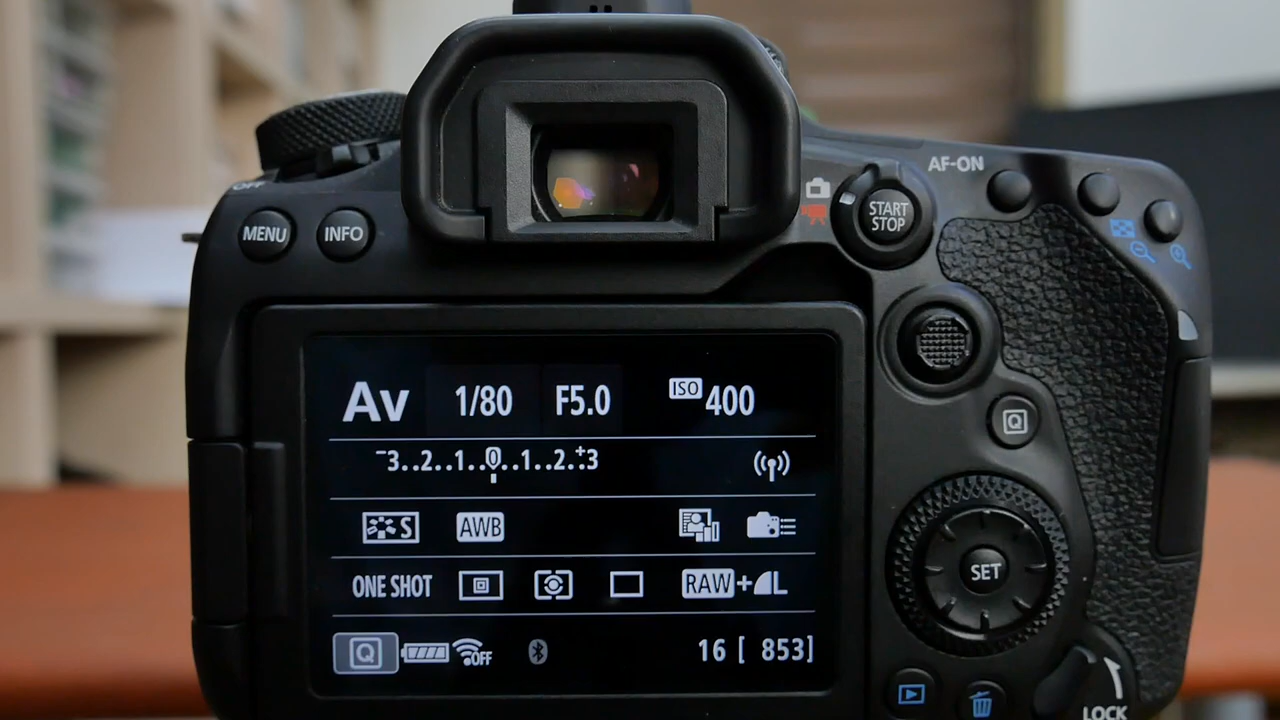 OFF
MENU INFO
AF-ON
START
STOP
Av 1/80 F5.0 ISO 400
-3..2..1..0..1..2..+3
S AWB
ONE SHOT RAW+L
Q OFF 16 [ 853]
Q
SET
LOCK